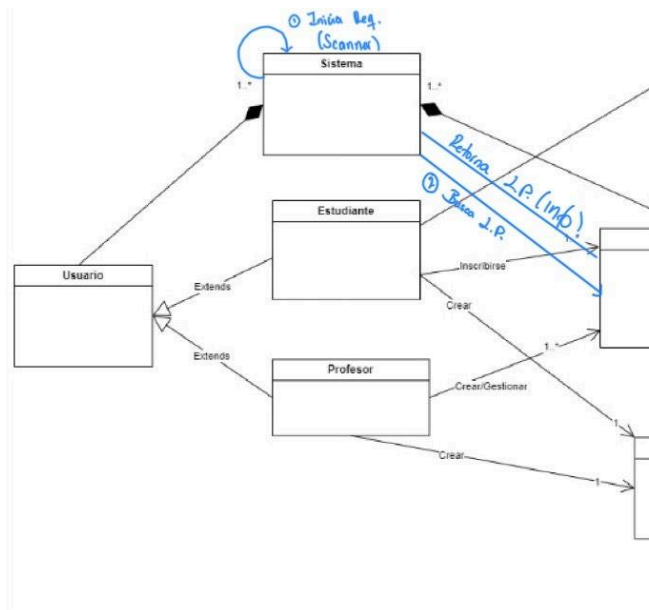 ① Inicia Req.
(Scanner)
Sistema
1..*
1..*
Retorna L.P. (info).
② Busca L.P.
Estudiante
Usuario
Extends
Inscribirse
Crear
Extends
Profesor
1..*
Crear/Gestionar
1
Crear
1